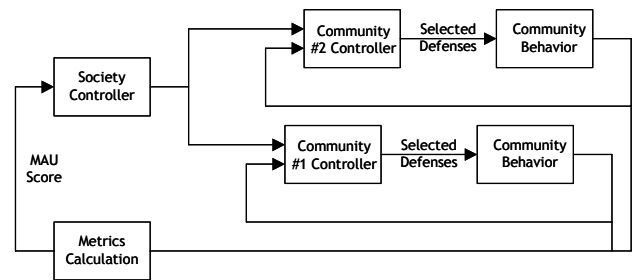 Community
#2 Controller
Selected
Defenses
Community
Behavior
Society
Controller
Community
#1 Controller
Selected
Defenses
Community
Behavior
MAU
Score
Metrics
Calculation